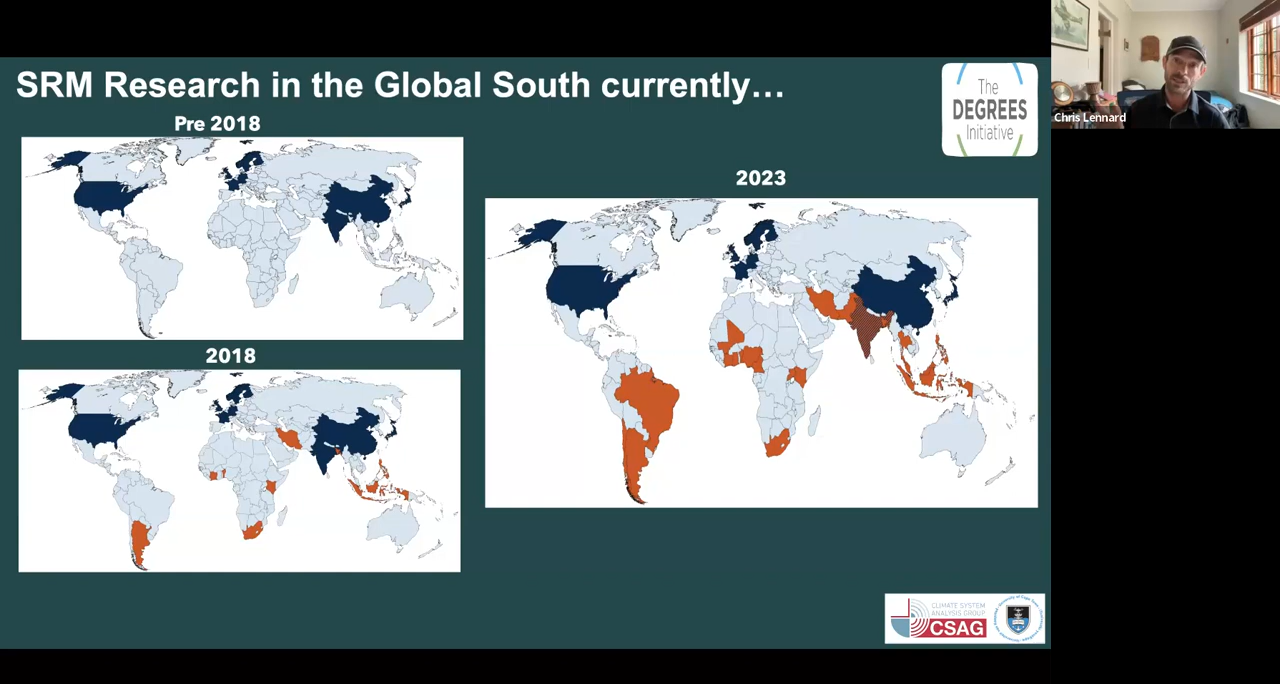 SRM Research in the Global South currently…
The
DEGREES
Initiative
Chris Lennard
Pre 2018
2023
2018
CLIMATE SYSTEM
ANALYSIS GROUP
CSAG